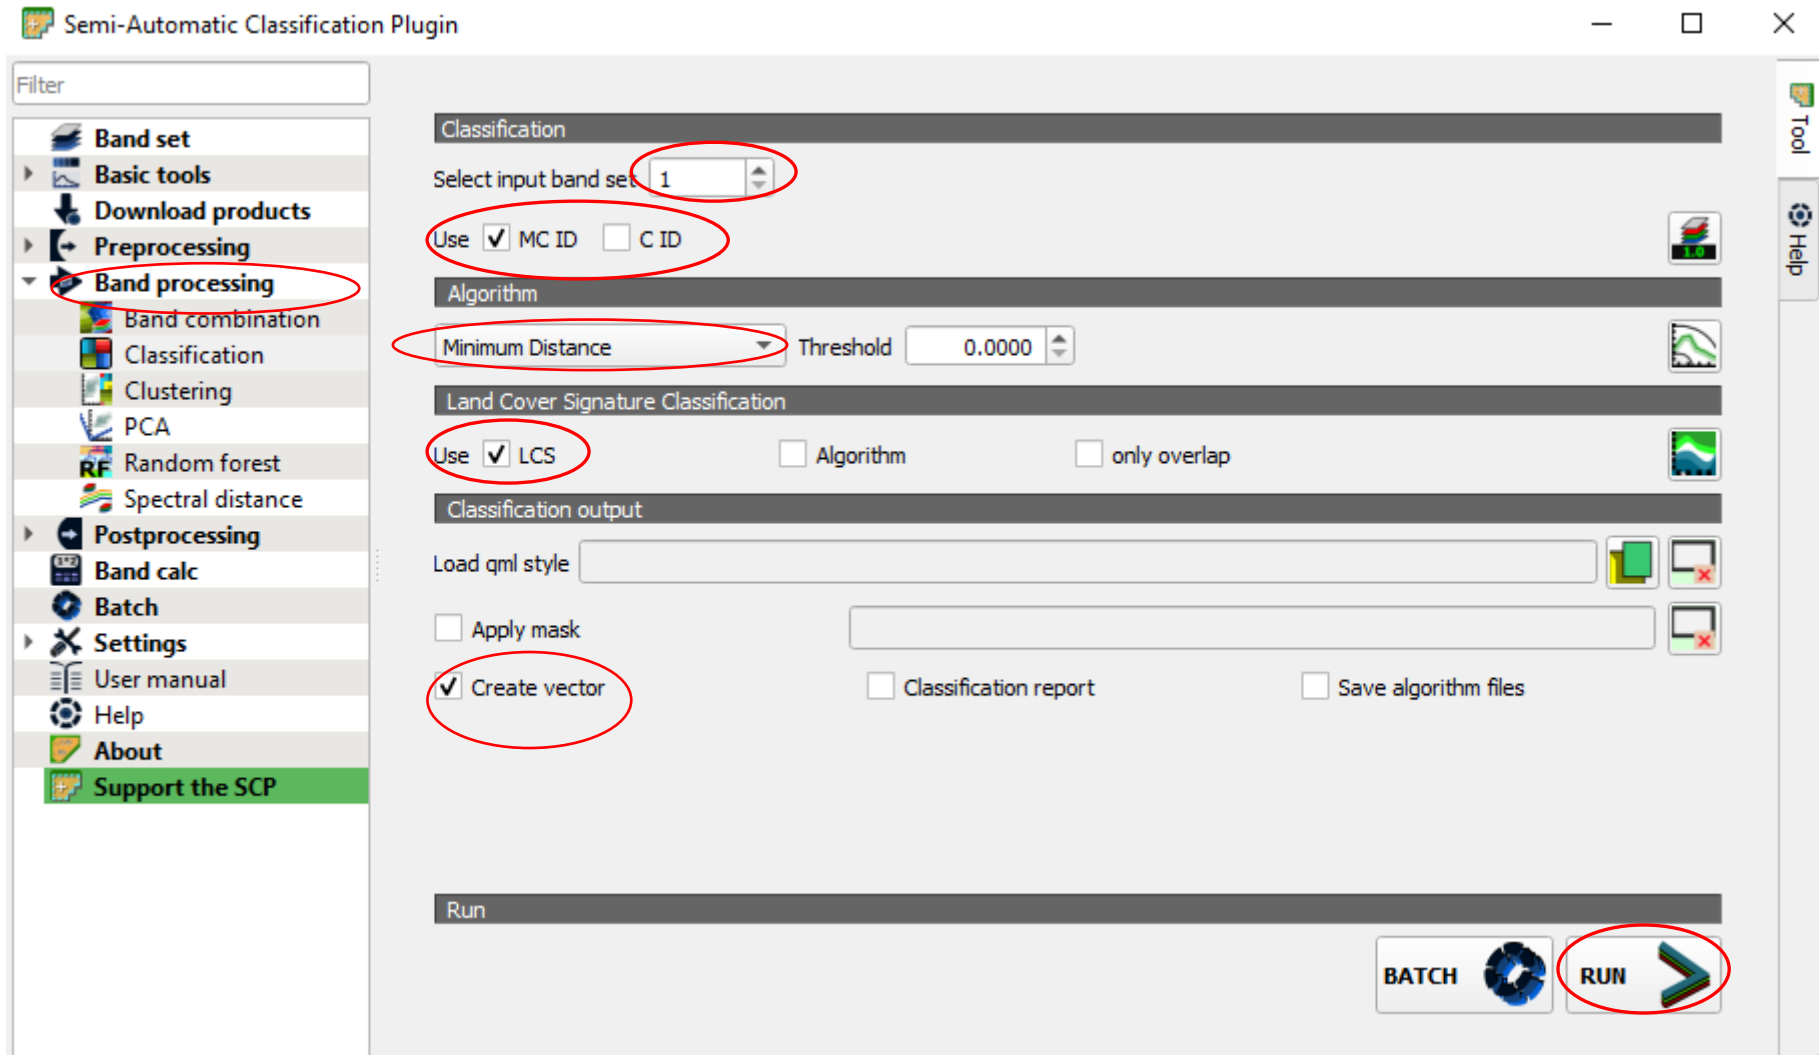 Semi-Automatic Classification Plugin
Filter
Band set
Basic tools
Download products
Preprocessing
Band processing
Band combination
Classification
Clustering
PCA
RF Random forest
Spectral distance
Postprocessing
Band calc
Batch
Settings
User manual
Help
About
Support the SCP
Classification
Select input band set 1
Use MC ID C ID
1.0
Algorithm
Minimum Distance Threshold 0.0000
Land Cover Signature Classification
Use LCS Algorithm only overlap
Classification output
Load qml style
Apply mask
Create vector Classification report Save algorithm files
Run
BATCH RUN
Tool
Help